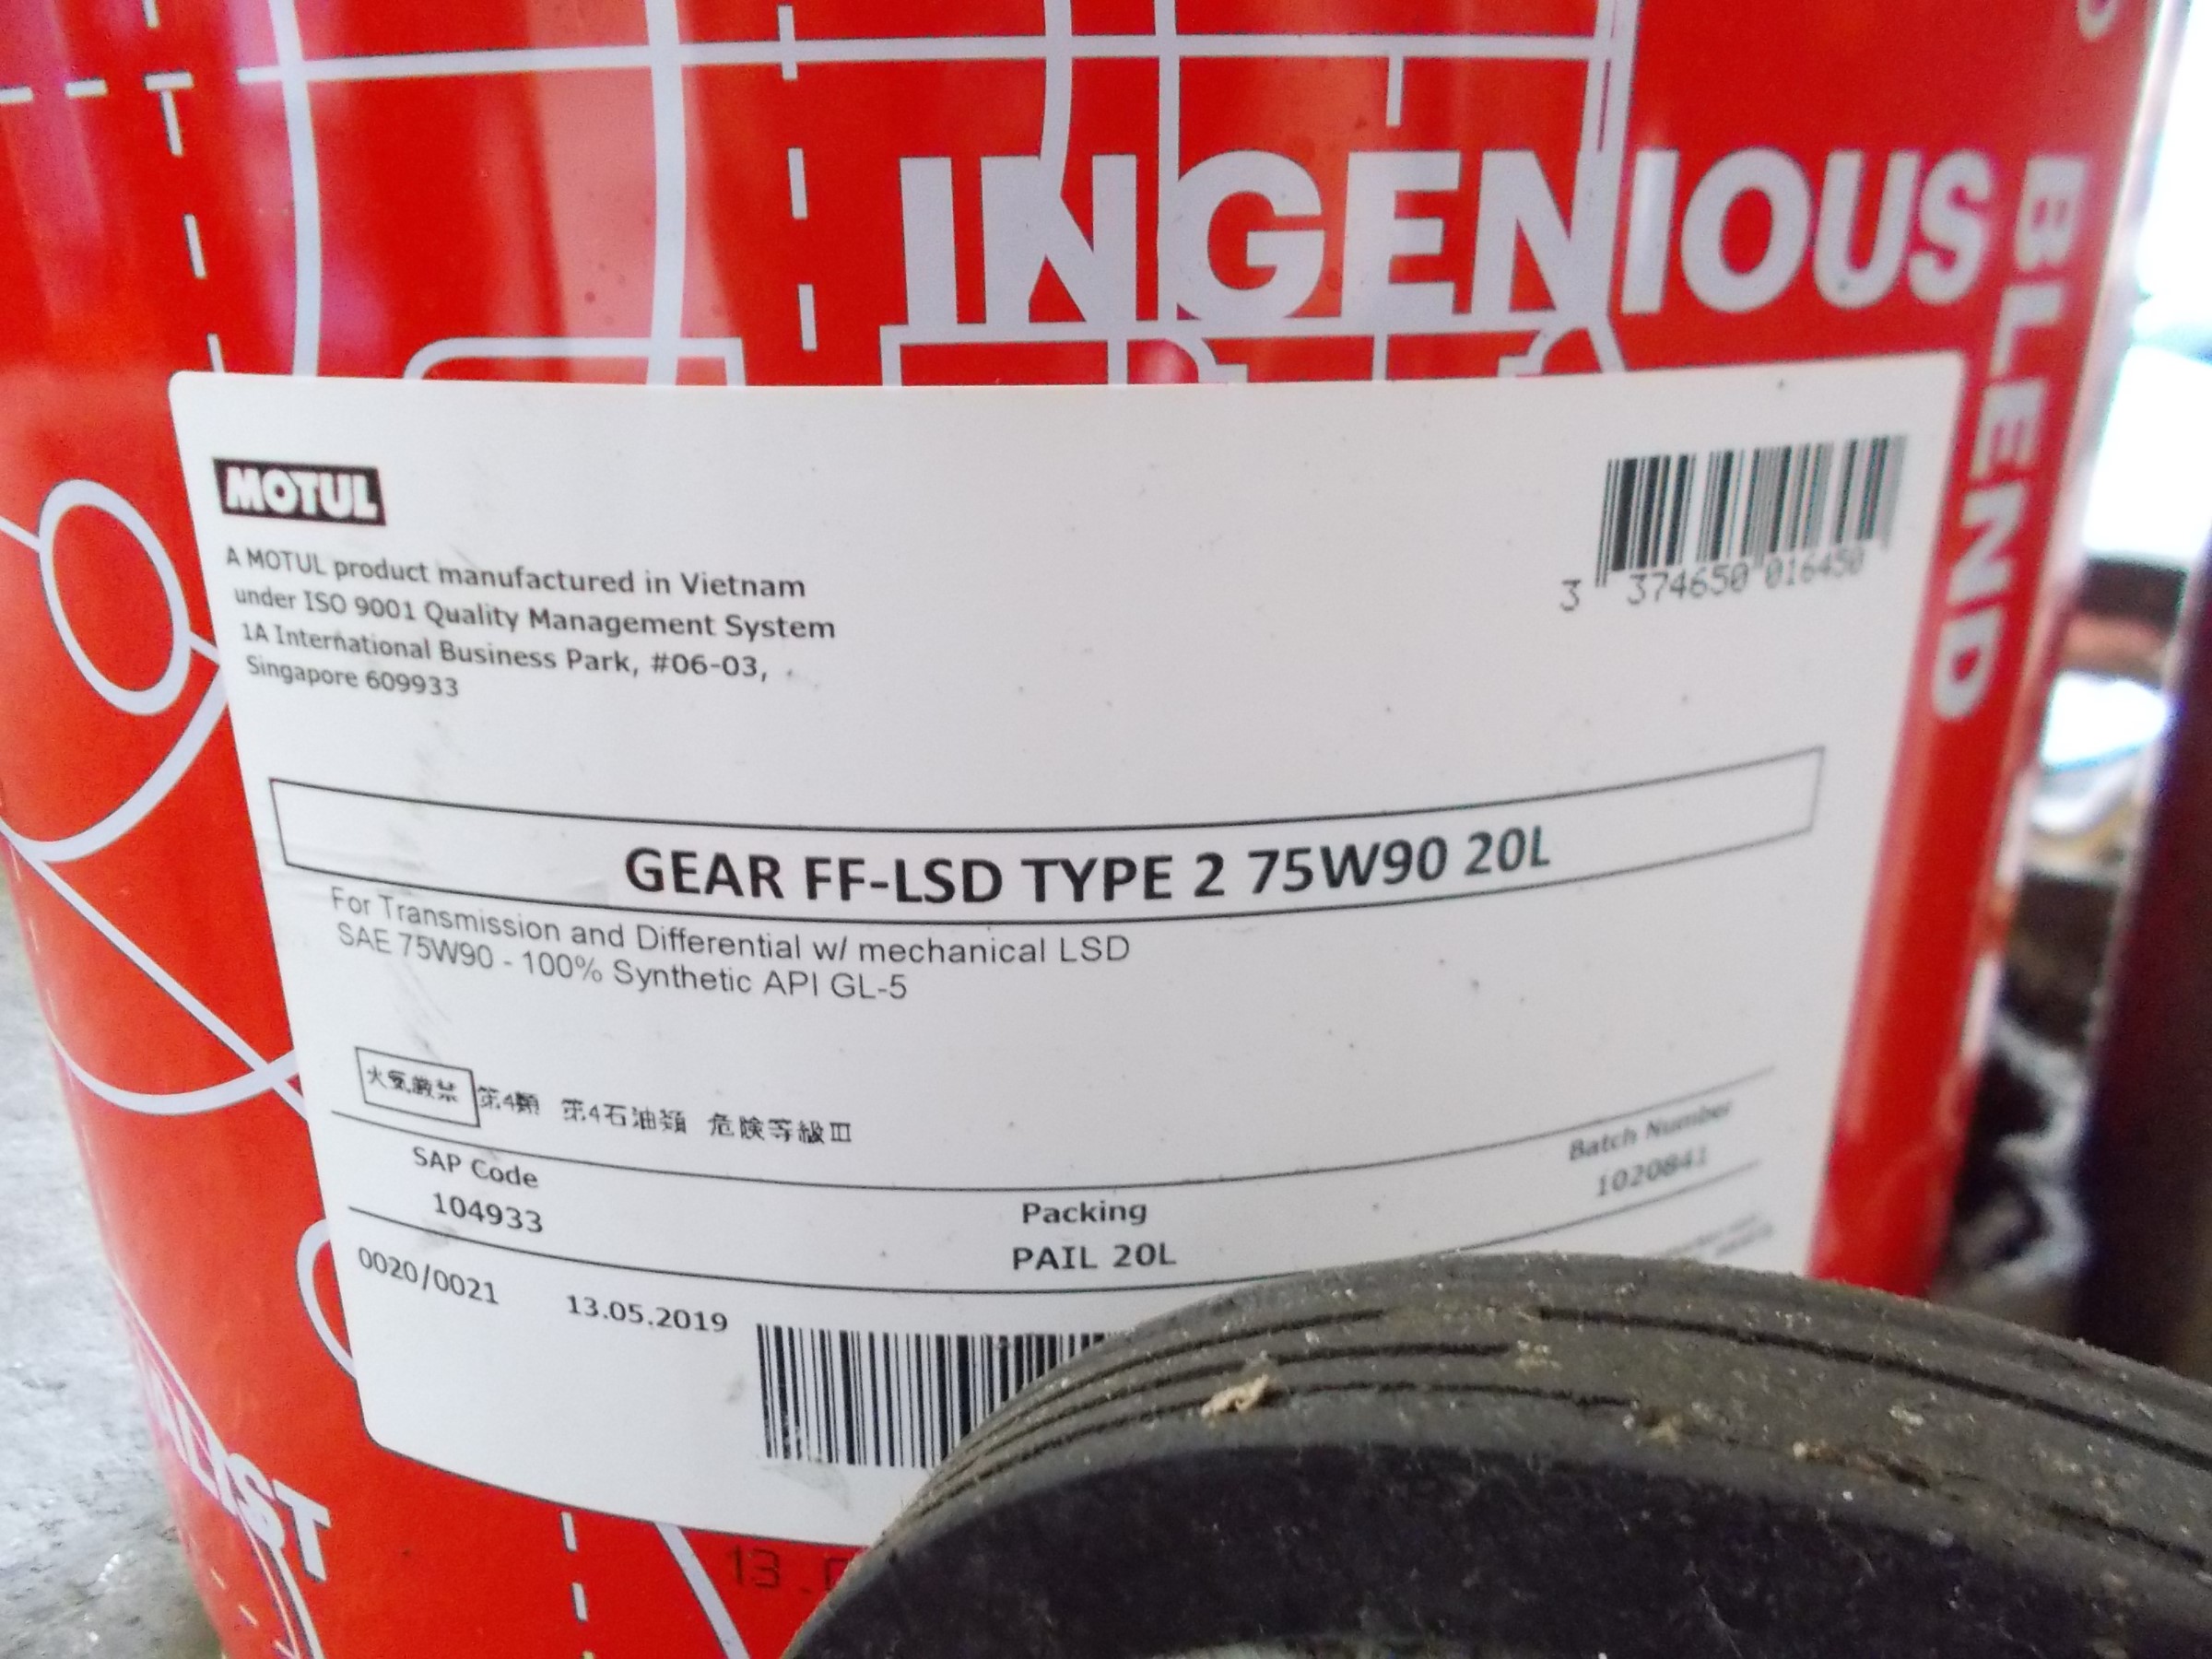 INGENIOUS
BLEND
MOTUL
A MOTUL product manufactured in Vietnam
under ISO 9001 Quality Management System
1A International Business Park, #06-03,
Singapore 609933
3 374650 016450
GEAR FF-LSD TYPE 2 75W90 20L
For Transmission and Differential w/ mechanical LSD
SAE 75W90 - 100% Synthetic API GL-5
火気厳禁 第4類 第4石油類 危険等級Ⅲ
SAP Code
Packing
Batch Number
104933
PAIL 20L
1020841
0020/0021 13.05.2019
ALYST
13.0